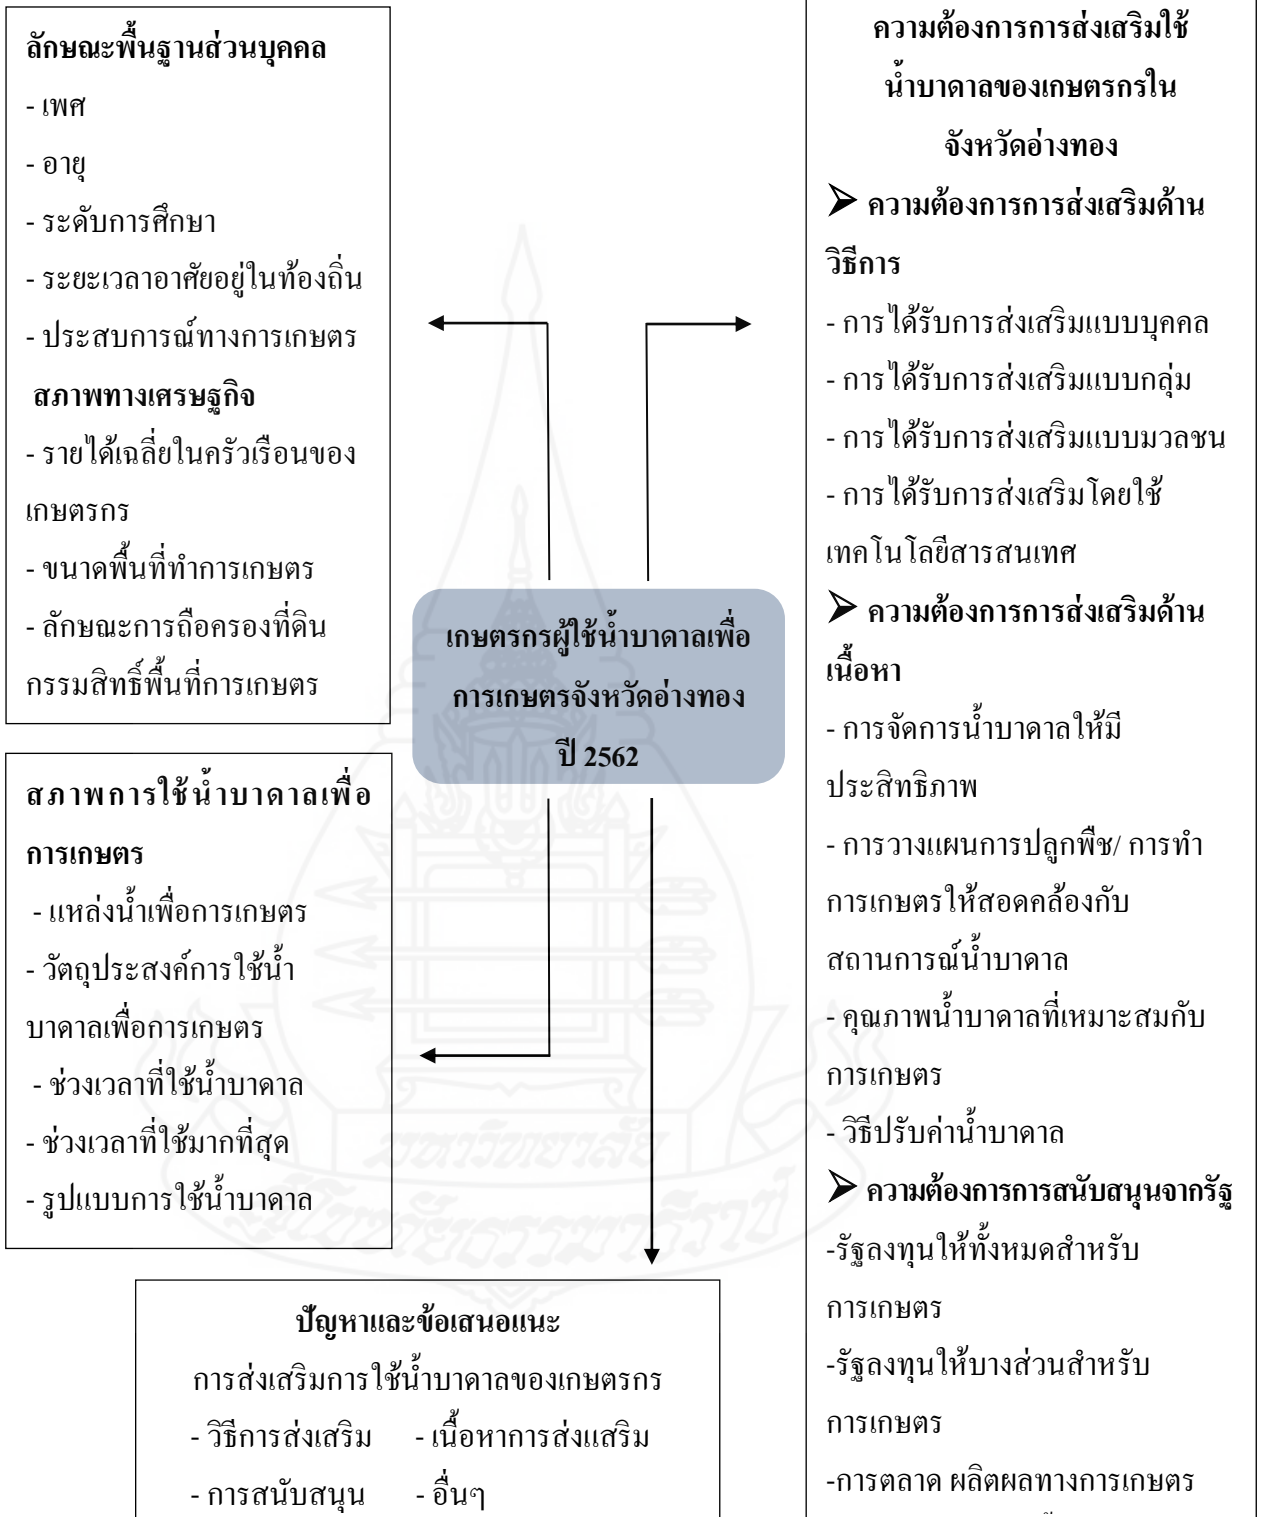 ลักษณะพื้นฐานส่วนบุคคล
- เพศ
- อายุ
- ระดับการศึกษา
- ระยะเวลาอาศัยอยู่ในท้องถิ่น
- ประสบการณ์ทางการเกษตร
สภาพทางเศรษฐกิจ
- รายได้เฉลี่ยในครัวเรือนของ
เกษตรกร
- ขนาดพื้นที่ทำการเกษตร
- ลักษณะการถือครองที่ดิน
กรรมสิทธิ์พื้นที่การเกษตร
สภาพการใช้น้ำบาดาลเพื่อ
การเกษตร
- แหล่งน้ำเพื่อการเกษตร
- วัตถุประสงค์การใช้น้ำ
บาดาลเพื่อการเกษตร
- ช่วงเวลาที่ใช้น้ำบาดาล
- ช่วงเวลาที่ใช้มากที่สุด
- รูปแบบการใช้น้ำบาดาล
เกษตรกรผู้ใช้น้ำบาดาลเพื่อ
การเกษตรจังหวัดอ่างทอง
ปี 2562
ปัญหาและข้อเสนอแนะ
การส่งเสริมการใช้น้ำบาดาลของเกษตรกร
- วิธีการส่งเสริม - เนื้อหาการส่งแสริม
- การสนับสนุน - อื่นๆ
ความต้องการการส่งเสริมใช้
น้ำบาดาลของเกษตรกรใน
จังหวัดอ่างทอง
➢ ความต้องการการส่งเสริมด้าน
วิธีการ
- การได้รับการส่งเสริมแบบบุคคล
- การได้รับการส่งเสริมแบบกลุ่ม
- การได้รับการส่งเสริมแบบมวลชน
- การได้รับการส่งเสริมโดยใช้
เทคโนโลยีสารสนเทศ
➢ ความต้องการการส่งเสริมด้าน
เนื้อหา
- การจัดการน้ำบาดาลให้มี
ประสิทธิภาพ
- การวางแผนการปลูกพืช/ การทำ
การเกษตรให้สอดคล้องกับ
สถานการณ์น้ำบาดาล
- คุณภาพน้ำบาดาลที่เหมาะสมกับ
การเกษตร
- วิธีปรับค่าน้ำบาดาล
➢ ความต้องการการสนับสนุนจากรัฐ
-รัฐลงทุนให้ทั้งหมดสำหรับ
การเกษตร
-รัฐลงทุนให้บางส่วนสำหรับ
การเกษตร
-การตลาด ผลิตผลทางการเกษตร
มหาวิทยาลัย
สุโขทัยธรรมาธิราช